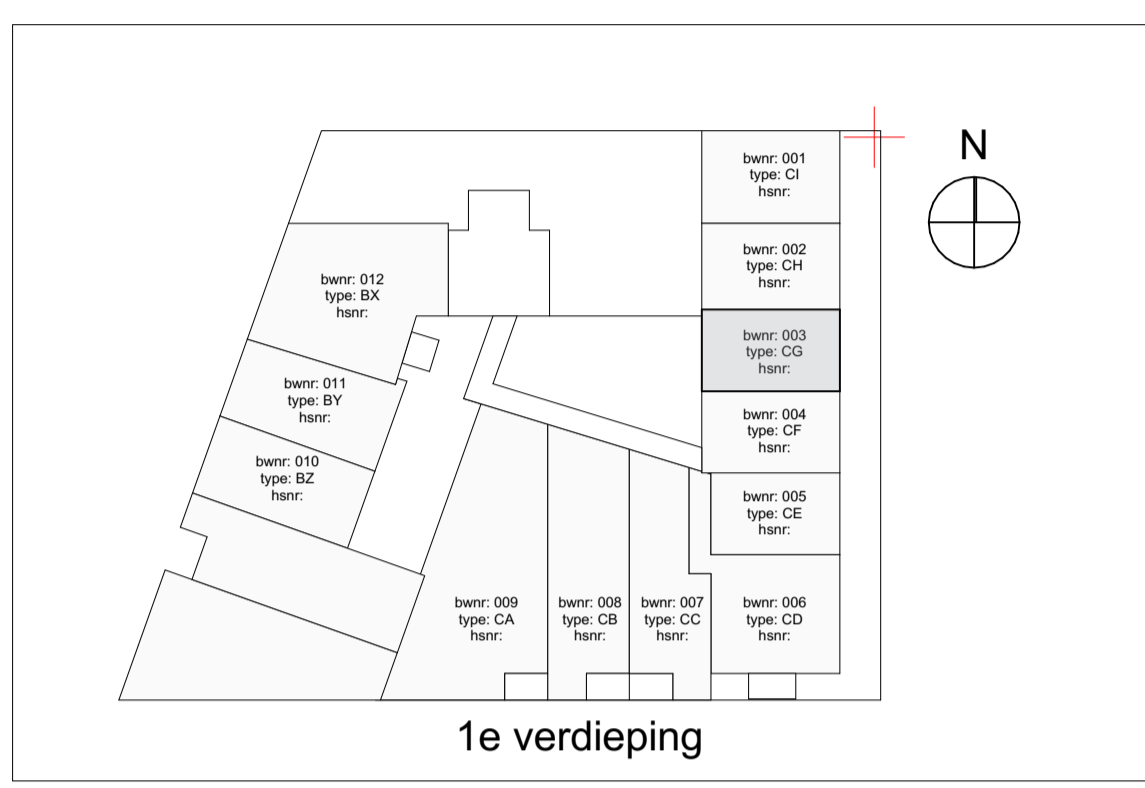 N
bwnr: 001
type: CI
hsnr:
bwnr: 002
type: CH
hsnr:
bwnr: 012
type: BX
hsnr:
bwnr: 003
type: CG
hsnr:
bwnr: 011
type: BY
hsnr:
bwnr: 004
type: CF
hsnr:
bwnr: 010
type: BZ
hsnr:
bwnr: 005
type: CE
hsnr:
bwnr: 009
type: CA
hsnr:
bwnr: 008
type: CB
hsnr:
bwnr: 007
type: CC
hsnr:
bwnr: 006
type: CD
hsnr:
1e verdieping